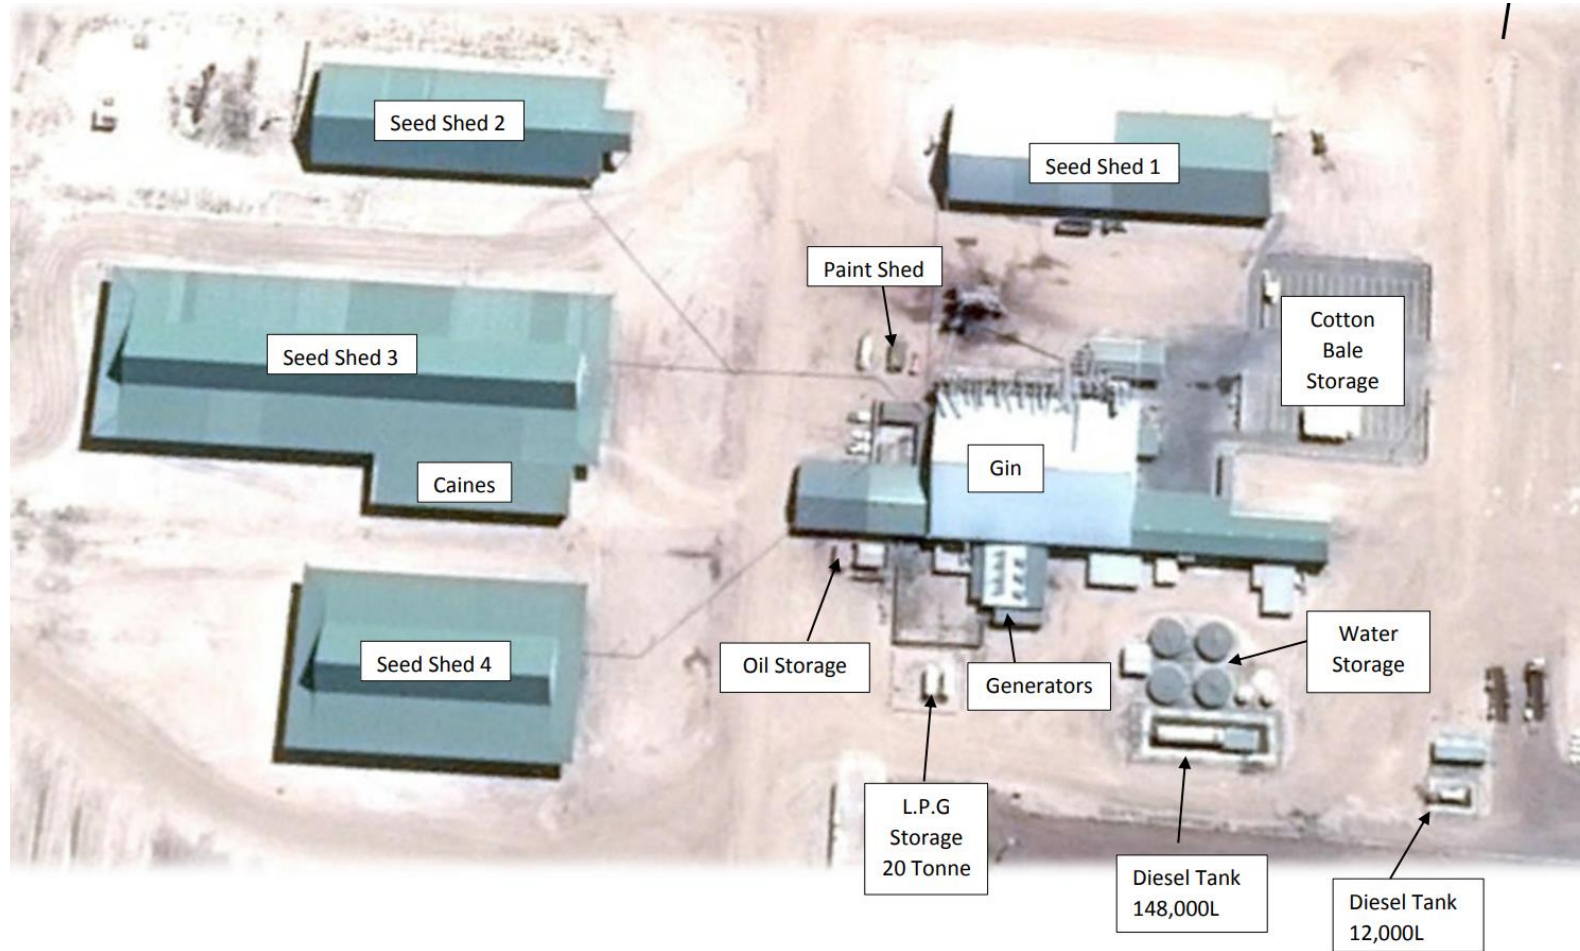 Seed Shed 2
Seed Shed 1
Paint Shed
Cotton
Bale
Storage
Seed Shed 3
Gin
Caines
Water
Storage
Seed Shed 4
Oil Storage
Generators
L.P.G
Storage
20 Tonne
Diesel Tank
148,000L
Diesel Tank
12,000L